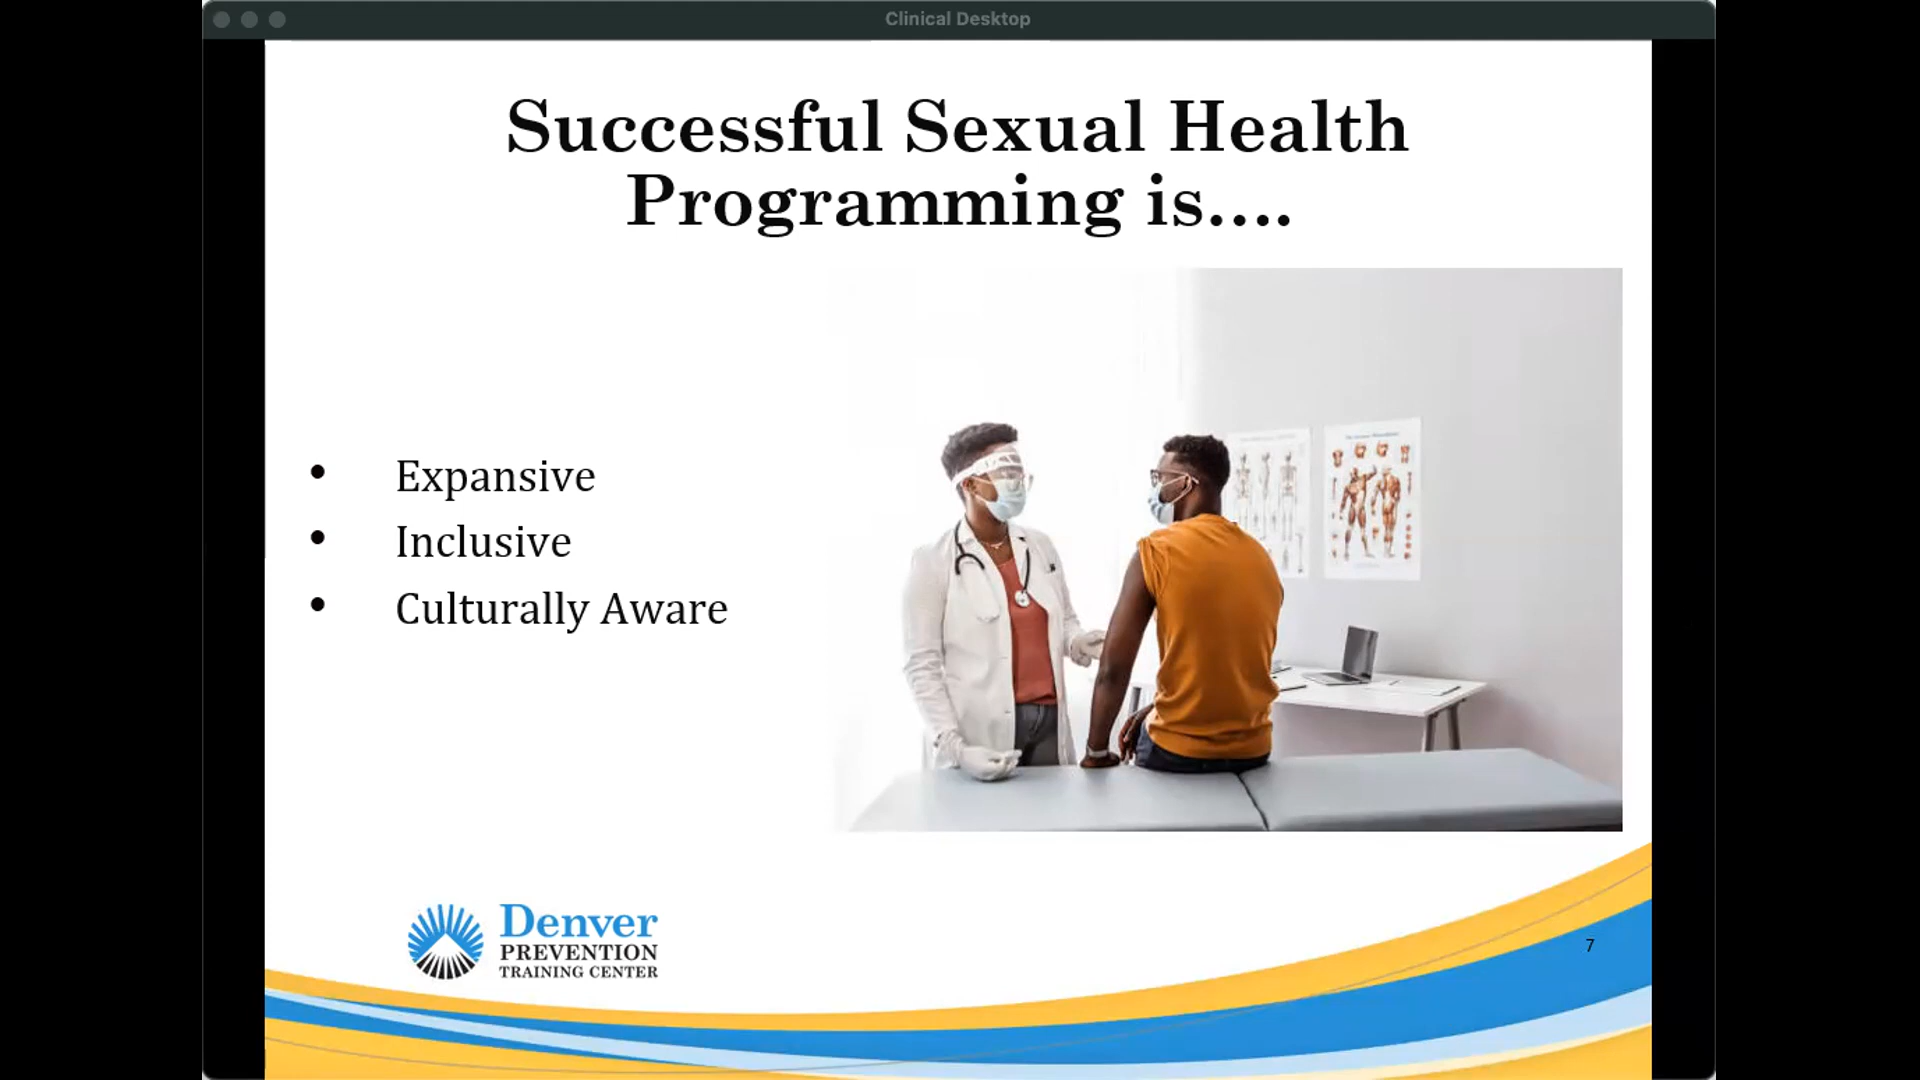 Clinical Desktop
Successful Sexual Health
Programming is....
• Expansive
• Inclusive
• Culturally Aware
Denver
PREVENTION
TRAINING CENTER
7